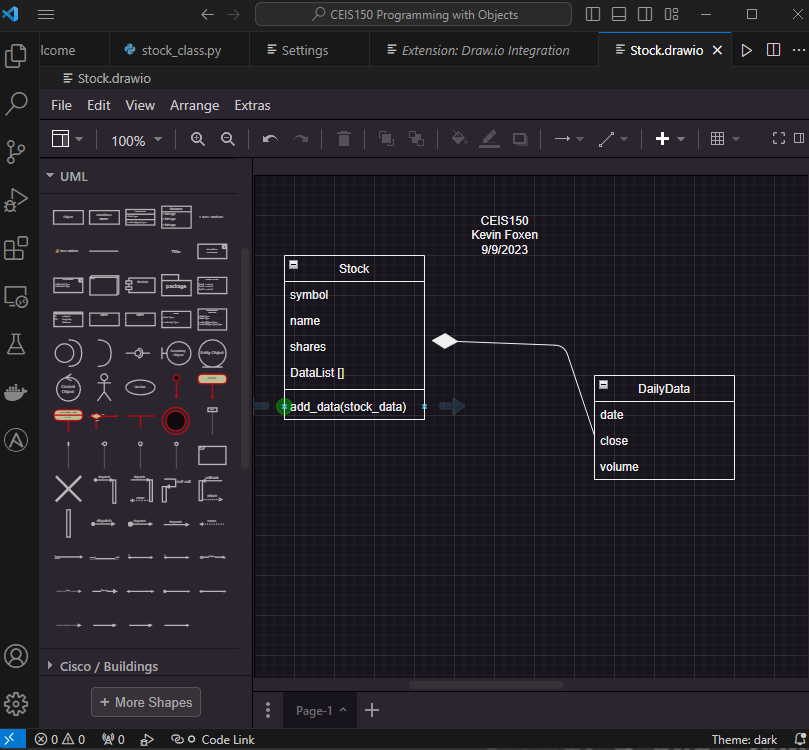 CEIS150 Programming with Objects
lcome
stock_class.py
Settings
Extension: Draw.io Integration
Stock.drawio
Stock.drawio
File Edit View Arrange Extras
100%
UML
Title
package
CEIS150
Kevin Foxen
9/9/2023
Stock
symbol
name
shares
DataList []
add_data(stock_data)
DailyData
date
close
volume
Cisco / Buildings
+ More Shapes
Page-1
0 0 0 Code Link Theme: dark